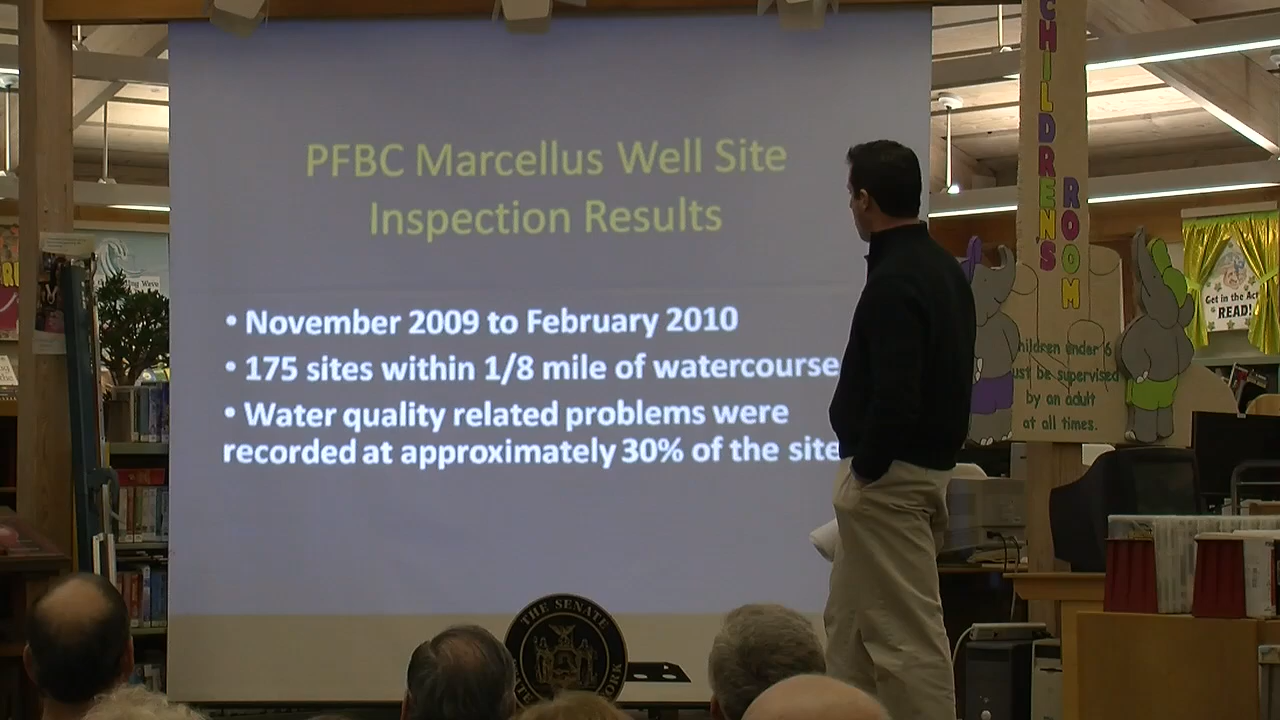 PFBC Marcellus Well Site
Inspection Results
• November 2009 to February 2010
• 175 sites within 1/8 mile of watercourse
• Water quality related problems were
recorded at approximately 30% of the site
CHILDRENS
ROOM
hildren under 6
ust be supervised
by an adult
at all times.
Get in the Act
READ!
THE SENATE